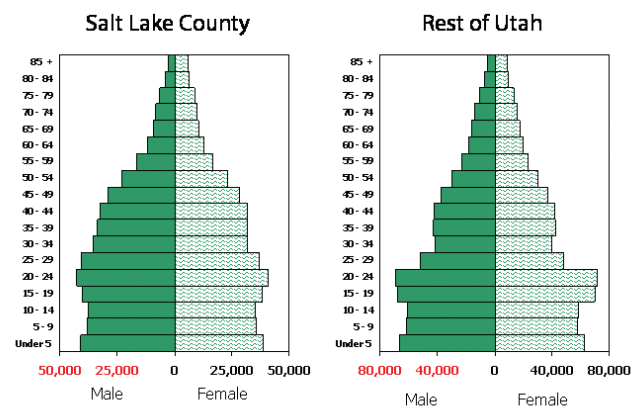 Salt Lake County
85 +
80 - 84
75 - 79
70 - 74
65 - 69
60 - 64
55 - 59
50 - 54
45 - 49
40 - 44
35 - 39
30 - 34
25 - 29
20 - 24
15 - 19
10 - 14
5 - 9
Under 5
50,000 25,000 0 25,000 50,000
Male Female
Rest of Utah
85 +
80 - 84
75 - 79
70 - 74
65 - 69
60 - 64
55 - 59
50 - 54
45 - 49
40 - 44
35 - 39
30 - 34
25 - 29
20 - 24
15 - 19
10 - 14
5 - 9
Under 5
80,000 40,000 0 40,000 80,000
Male Female